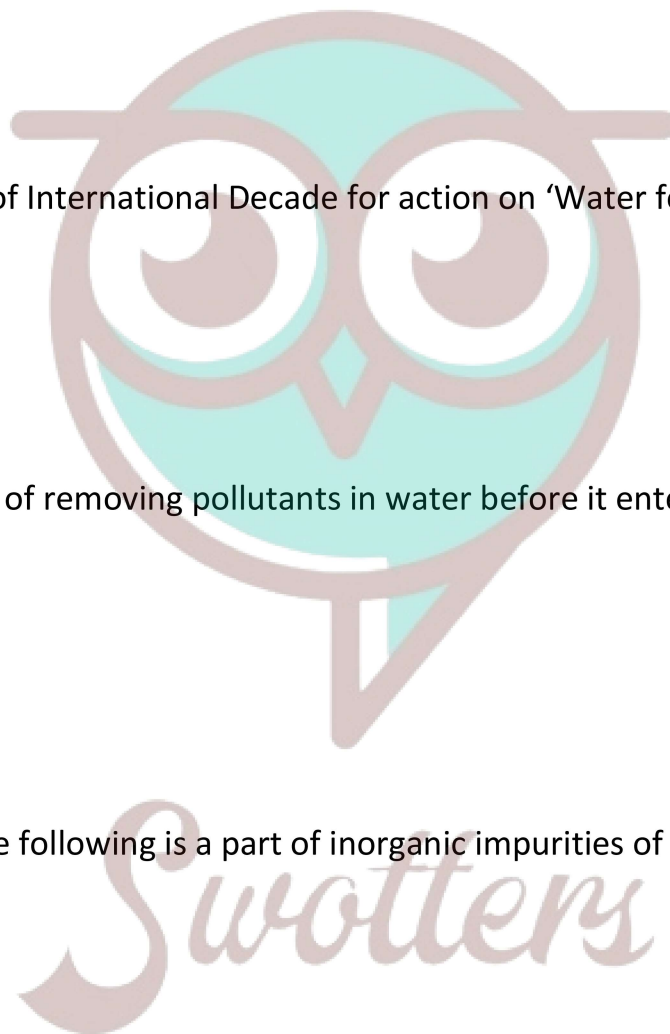 of International Decade for action on ‘Water fo
of removing pollutants in water before it ente
e following is a part of inorganic impurities of
Swotters